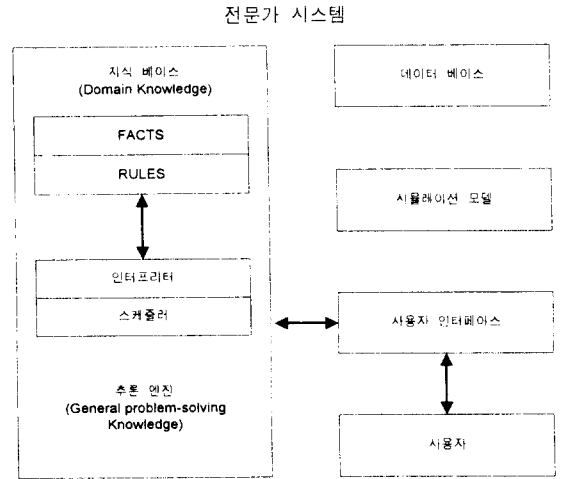 전문가 시스템
지식 베이스
(Domain Knowledge)
FACTS
RULES
인터프리터
스케쥴러
추론 엔진
(General problem-solving
Knowledge)
데이터 베이스
시뮬레이션 모델
사용자 인터페이스
사용자